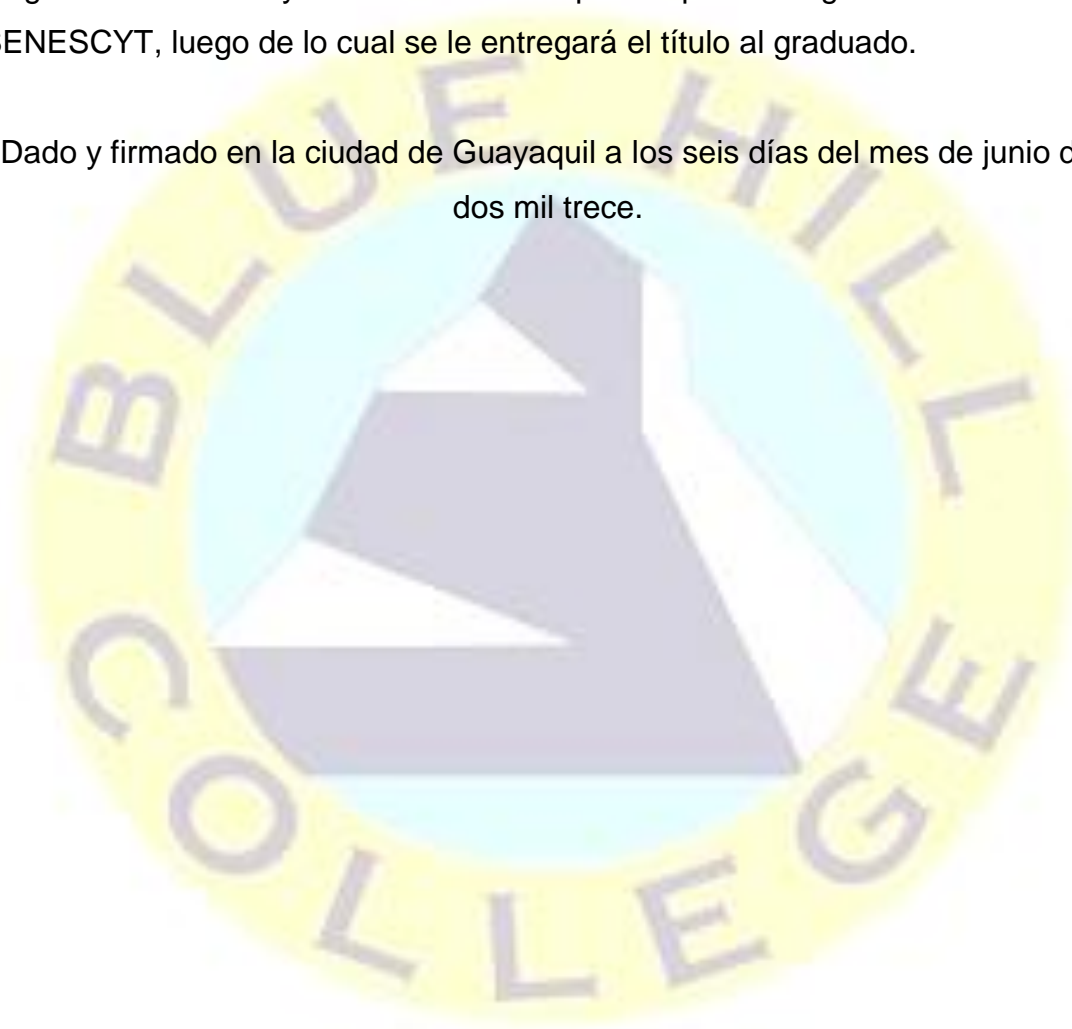 SENESCYT, luego de lo cual se le entregará el título al graduado.
Dado y firmado en la ciudad de Guayaquil a los seis días del mes de junio d
dos mil trece.
BLUE HILL
COLLEGE